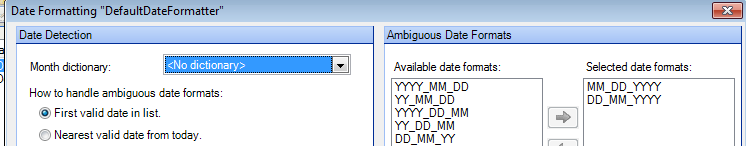 Date Formatting "DefaultDateFormatter"
Date Detection
Month dictionary: <No dictionary>
How to handle ambiguous date formats:
First valid date in list.
Nearest valid date from today.
Ambiguous Date Formats
Available date formats:
YYYY_MM_DD
YY_MM_DD
YYYY_DD_MM
YY_DD_MM
DD_MM_YY
Selected date formats:
MM_DD_YYYY
DD_MM_YYYY